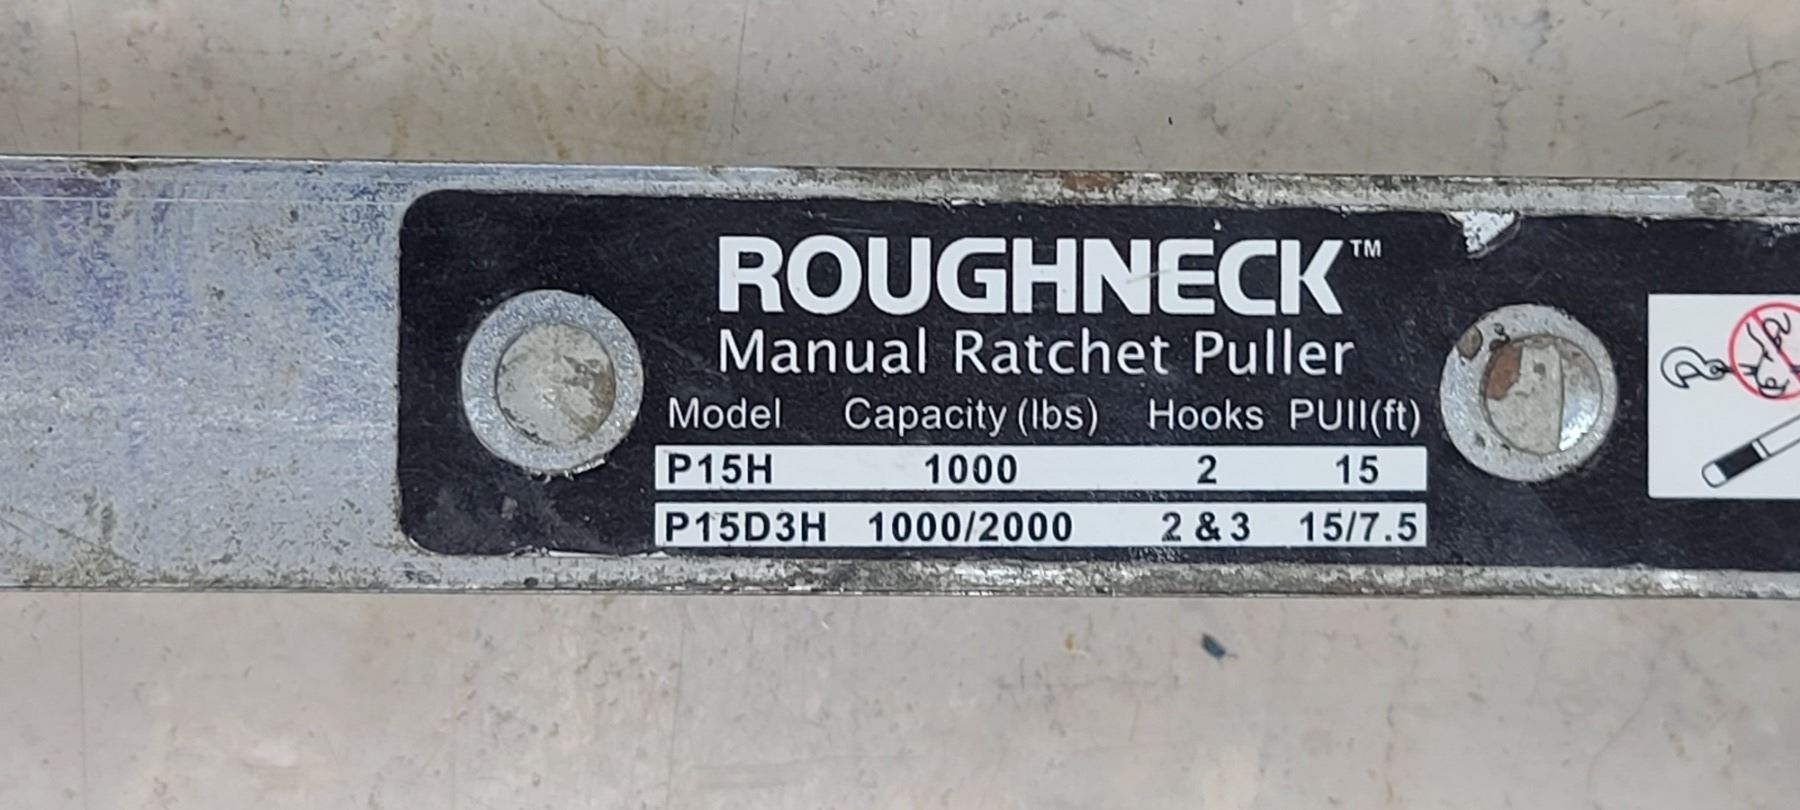 ROUGHNECK™
Manual Ratchet Puller
Model Capacity (lbs) Hooks PUll(ft)
P15H 1000 2 15
P15D3H 1000/2000 2 & 3 15/7.5